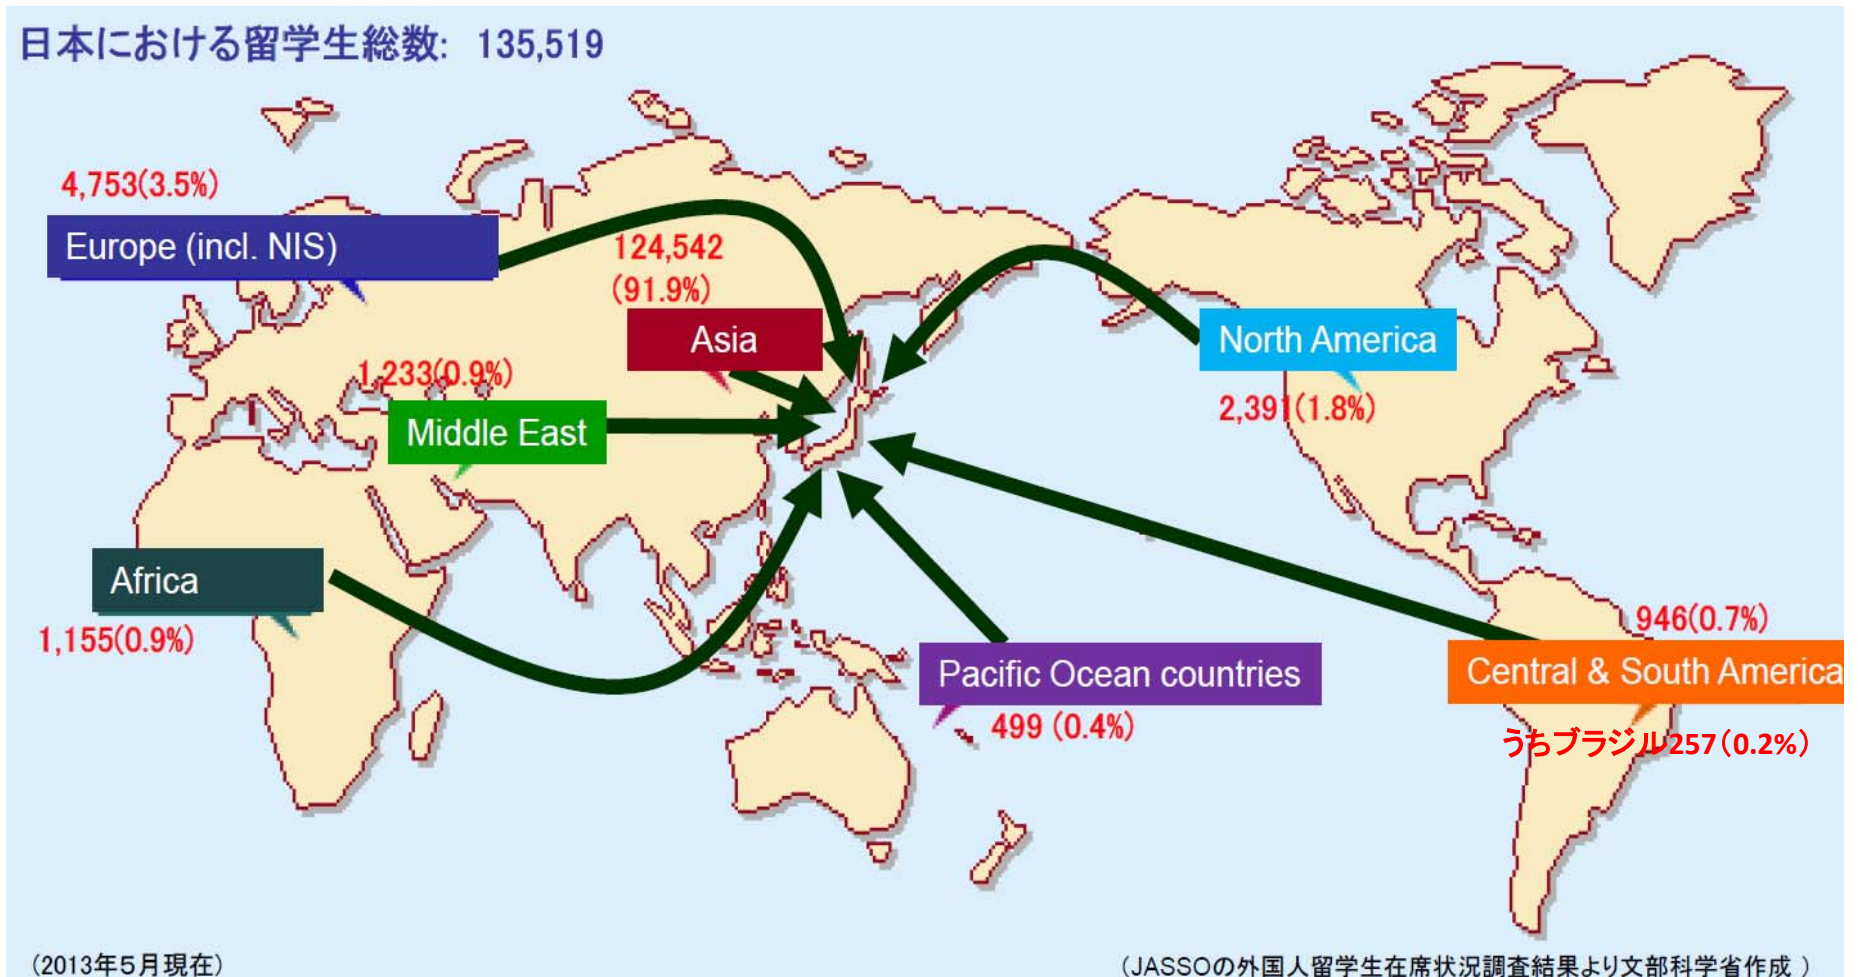 日本における留学生総数: 135,519
4,753(3.5%)
Europe (incl. NIS)
124,542
(91.9%)
Asia
North America
2,391(1.8%)
1,233(0.9%)
Middle East
Africa
1,155(0.9%)
946(0.7%)
Central & South America
うちブラジル257(0.2%)
Pacific Ocean countries
499 (0.4%)
(2013年5月現在)
(JASSOの外国人留学生在席状況調査結果より文部科学省作成 )